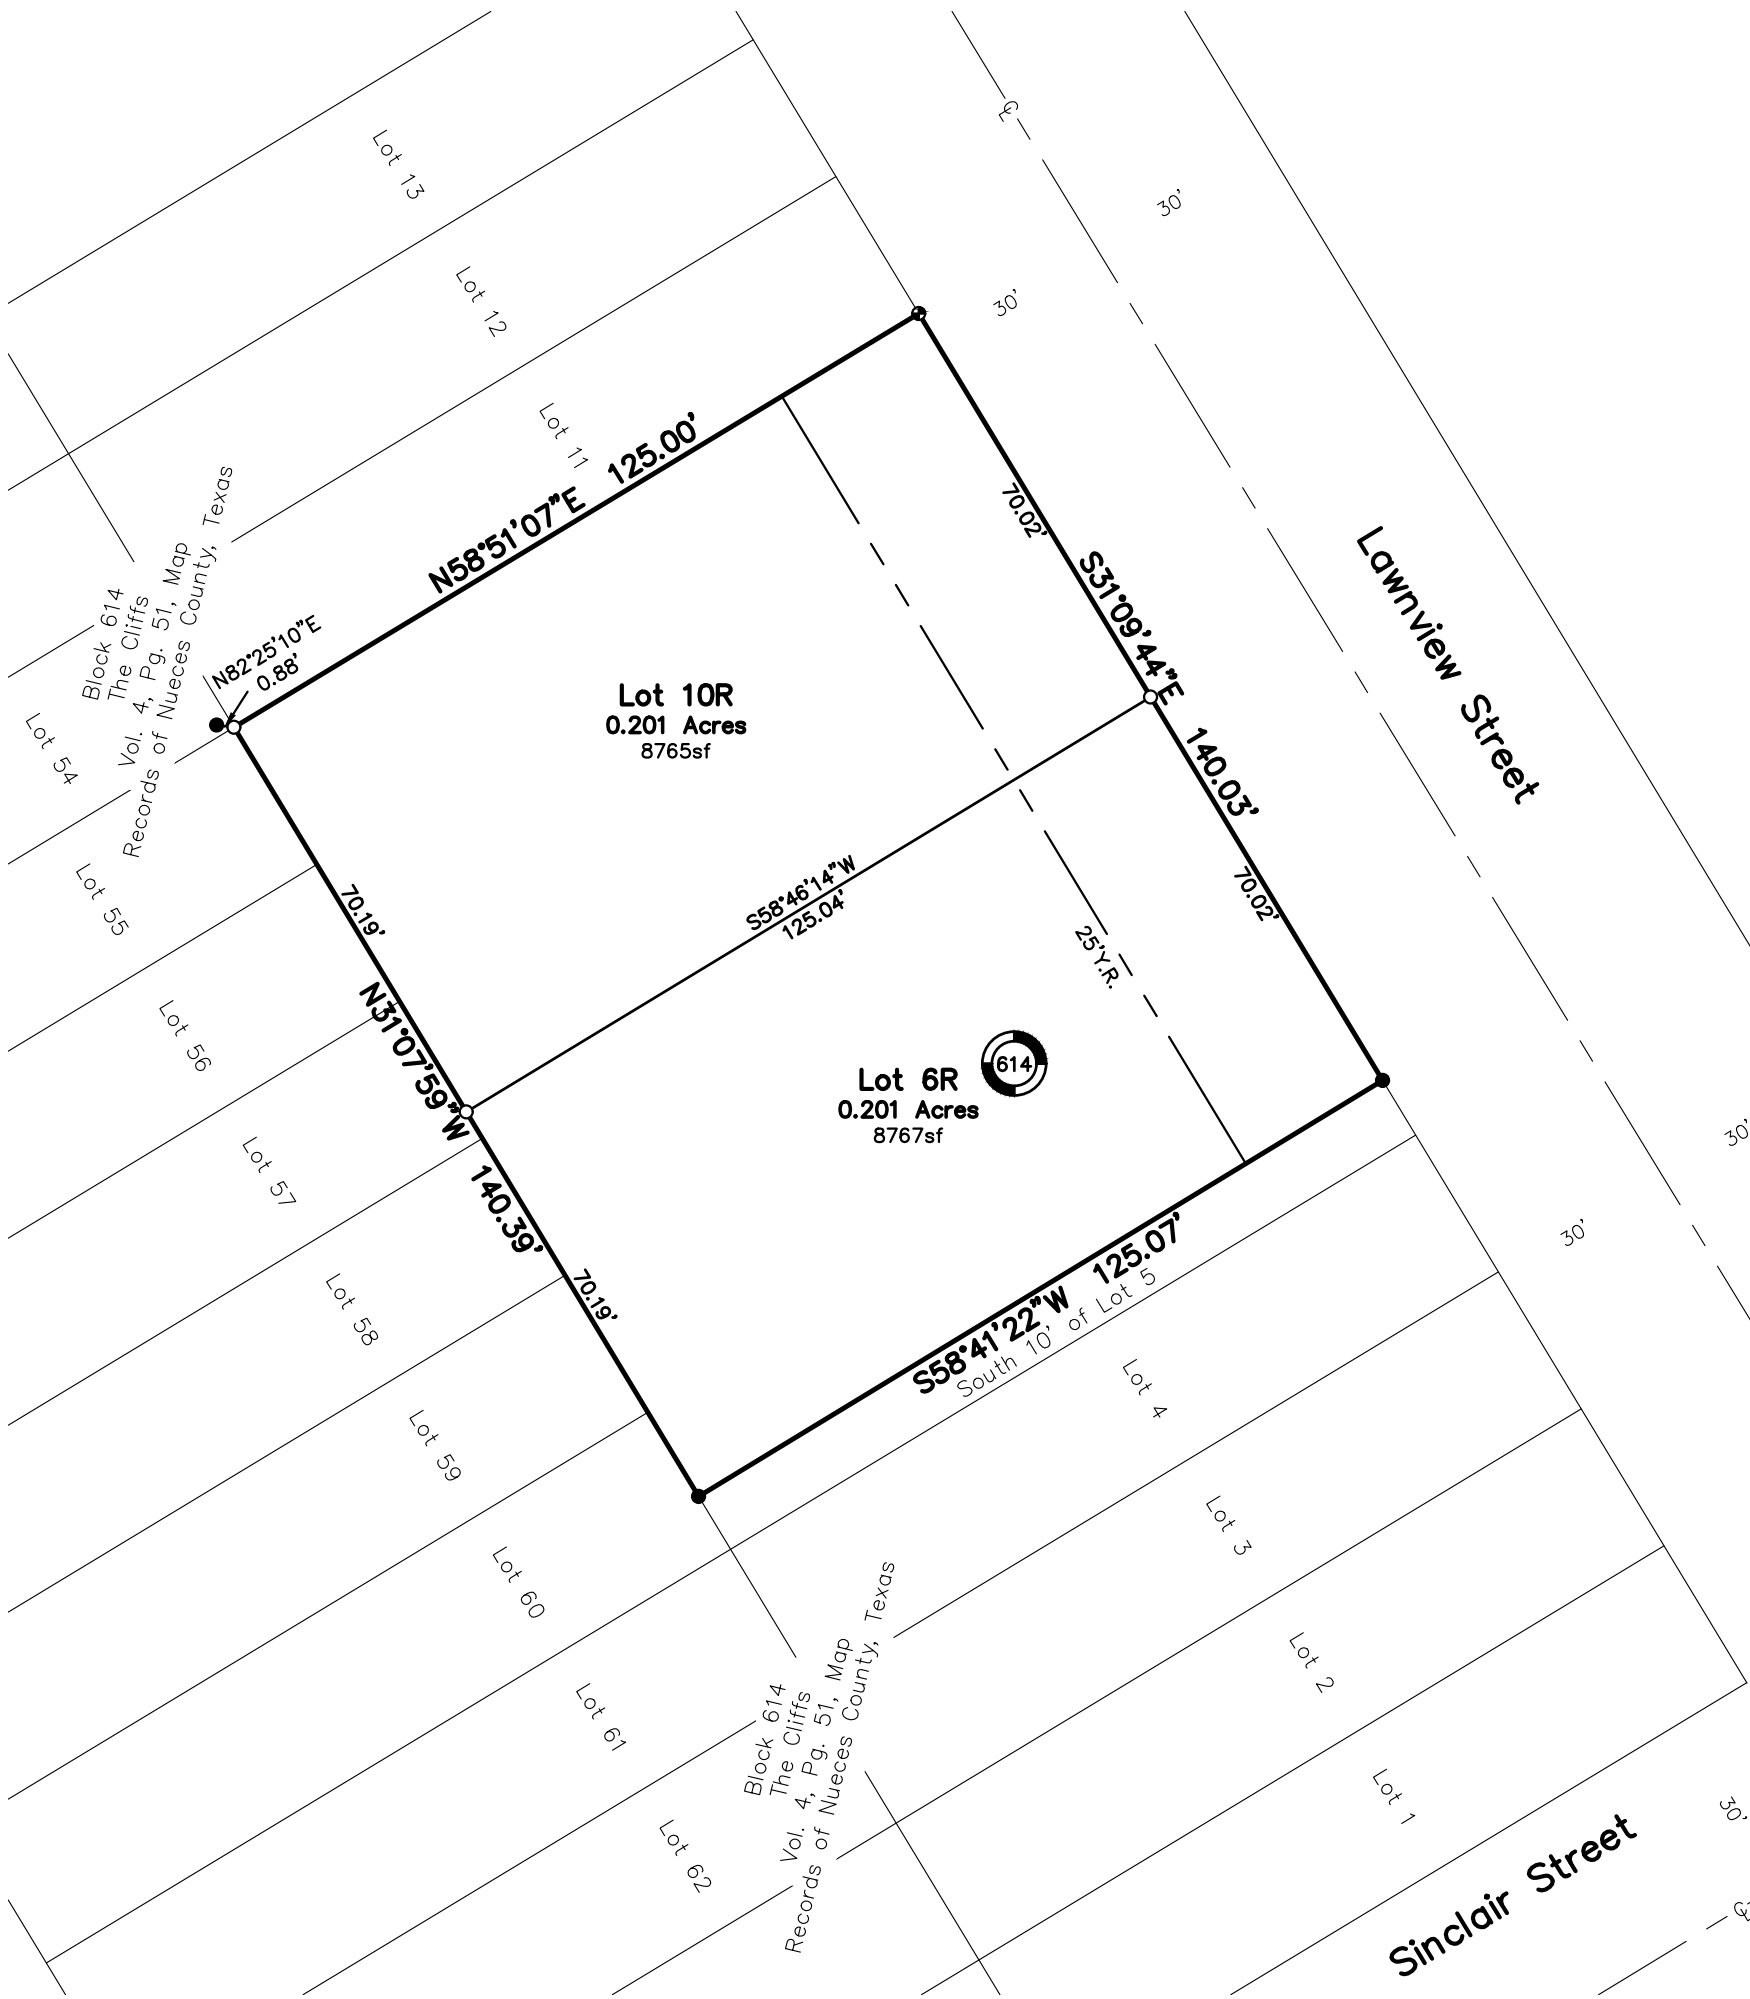 Lot 13
Lot 12
Lot 11
℄
30'
30'
N58°51'07"E 125.00'
70.02'
S31°09'44"E 140.03'
70.02'
Lawnview Street
Block 614
The Cliffs
Vol. 4, Pg. 51, Map
Records of Nueces County, Texas
N82°25'10"E
0.88'
Lot 10R
0.201 Acres
8765sf
Lot 54
Lot 55
Lot 56
Lot 57
Lot 58
Lot 59
Lot 60
Lot 61
Lot 62
70.19'
N31°07'59"W 140.39'
70.19'
S58°46'14"W
125.04'
25'Y.R.
614
Lot 6R
0.201 Acres
8767sf
30'
30'
S58°41'22"W 125.07'
South 10' of Lot 5
Lot 4
Lot 3
Lot 2
Lot 1
Block 614
The Cliffs
Vol. 4, Pg. 51, Map
Records of Nueces County, Texas
30'
Sinclair Street
℄